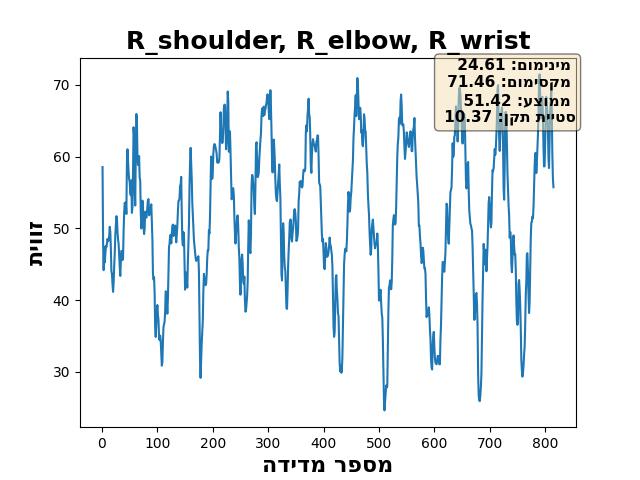 R_shoulder, R_elbow, R_wrist
מינימום: 24.61
מקסימום: 71.46
ממוצע: 51.42
סטיית תקן: 10.37
70
60
50
40
30
זווית
0 100 200 300 400 500 600 700 800
מספר מדידה